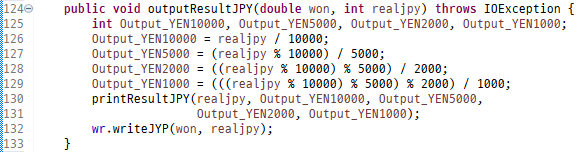 124 public void outputResultJPY(double won, int realjpy) throws IOException {
125 int Output_YEN10000, Output_YEN5000, Output_YEN2000, Output_YEN1000;
126 Output_YEN10000 = realjpy / 10000;
127 Output_YEN5000 = (realjpy % 10000) / 5000;
128 Output_YEN2000 = ((realjpy % 10000) % 5000) / 2000;
129 Output_YEN1000 = (((realjpy % 10000) % 5000) % 2000) / 1000;
130 printResultJPY(realjpy, Output_YEN10000, Output_YEN5000,
131 Output_YEN2000, Output_YEN1000);
132 wr.writeJYP(won, realjpy);
133 }